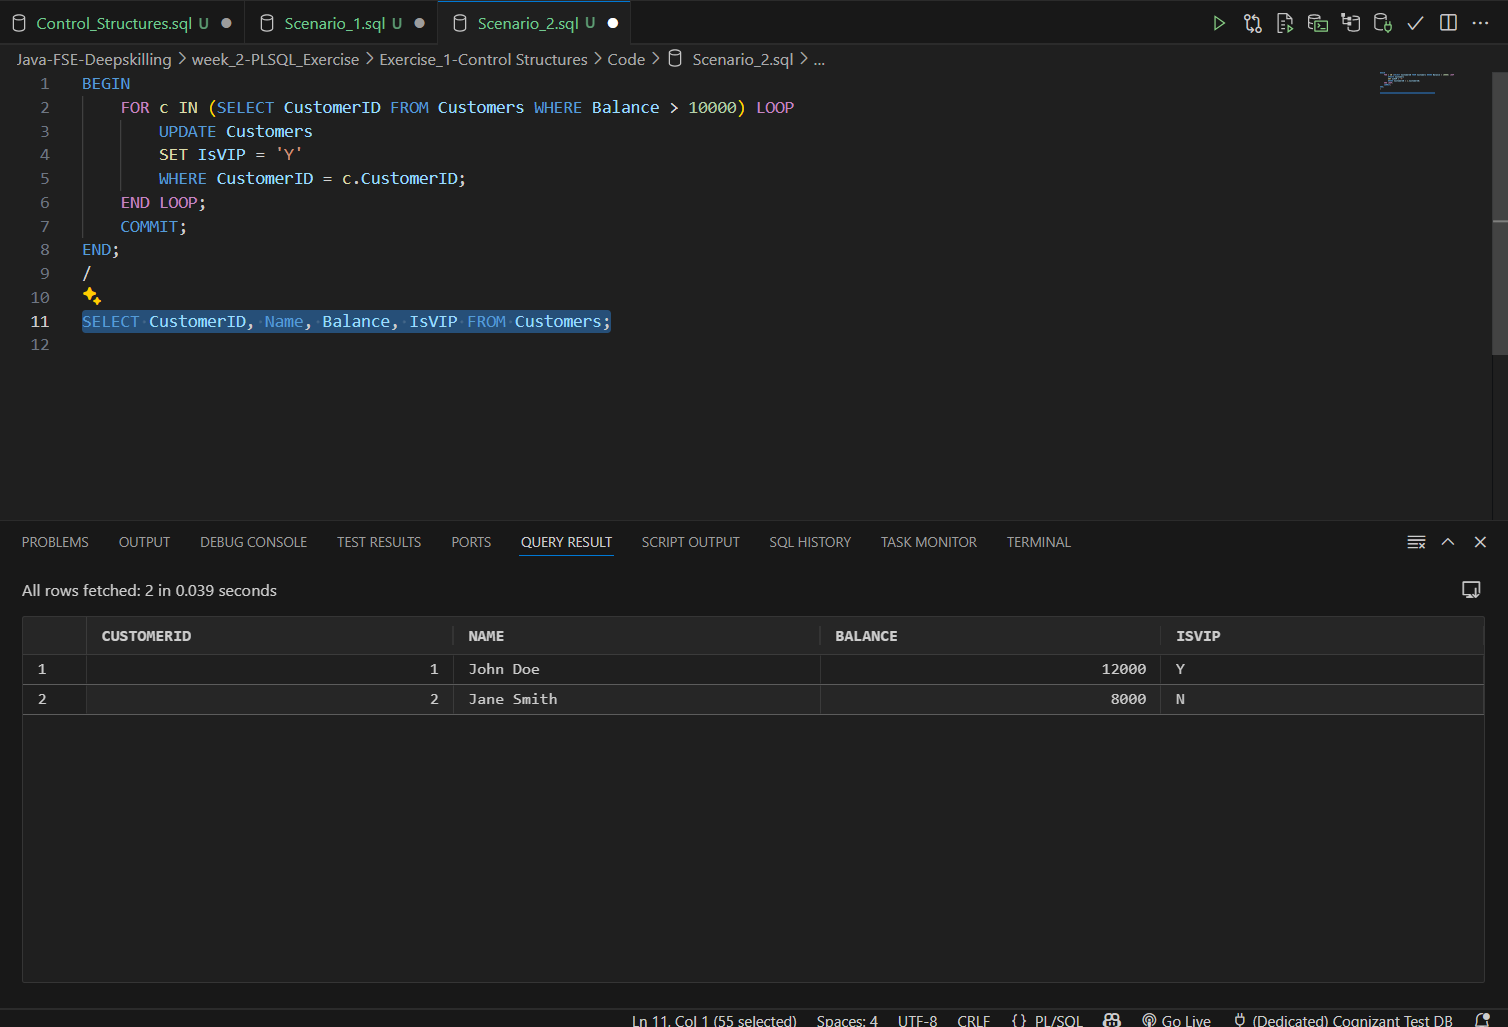 Control_Structures.sql U
Scenario_1.sql U
Scenario_2.sql U
Java-FSE-Deepskilling > week_2-PLSQL_Exercise > Exercise_1-Control Structures > Code > Scenario_2.sql > ...
1 BEGIN
2 FOR c IN (SELECT CustomerID FROM Customers WHERE Balance > 10000) LOOP
3 UPDATE Customers
4 SET IsVIP = 'Y'
5 WHERE CustomerID = c.CustomerID;
6 END LOOP;
7 COMMIT;
8 END;
9 /
10
11 SELECT CustomerID, Name, Balance, IsVIP FROM Customers;
12
PROBLEMS OUTPUT DEBUG CONSOLE TEST RESULTS PORTS QUERY RESULT SCRIPT OUTPUT SQL HISTORY TASK MONITOR TERMINAL
All rows fetched: 2 in 0.039 seconds
CUSTOMERID NAME BALANCE ISVIP
1 1 John Doe 12000 Y
2 2 Jane Smith 8000 N
Ln 11, Col 1 (55 selected) Spaces: 4 UTF-8 CRLF {} PL/SQL Go Live (Dedicated) Cognizant Test DB